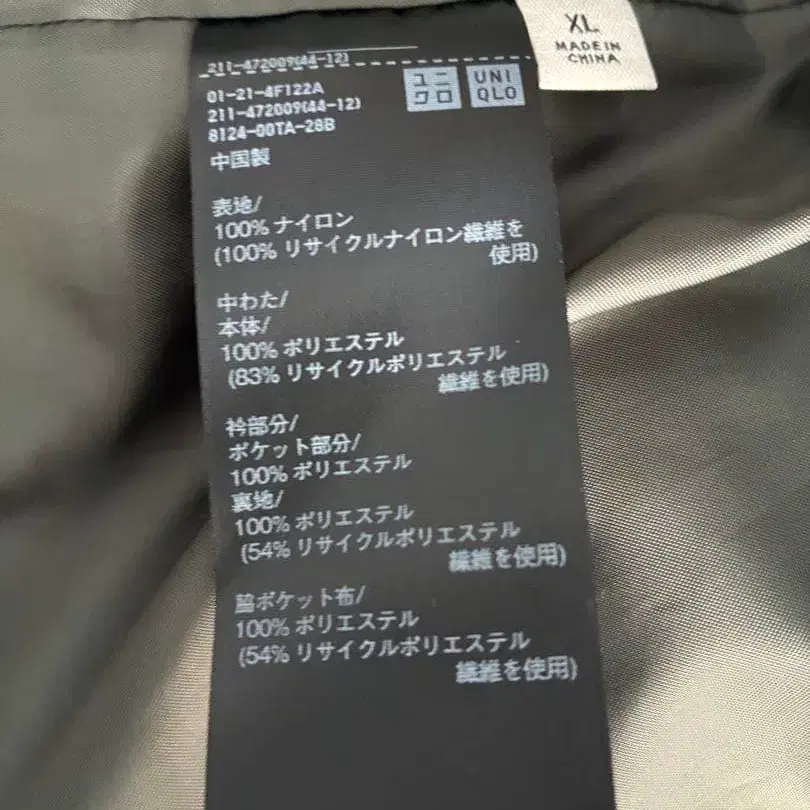 XL
MADE IN
CHINA
211-472009(44-12)
01-21-4F122A
211-472009(44-12)
8124-00TA-28B
ユニ
クロ
UNI
QLO
中国製
表地/
100% ナイロン
(100% リサイクルナイロン繊維を
使用)
中わた/
本体/
100% ポリエステル
(83% リサイクルポリエステル
繊維を使用)
衿部分/
ポケット部分/
100% ポリエステル
裏地/
100% ポリエステル
(54% リサイクルポリエステル
繊維を使用)
脇ポケット布/
100% ポリエステル
(54% リサイクルポリエステル
繊維を使用)